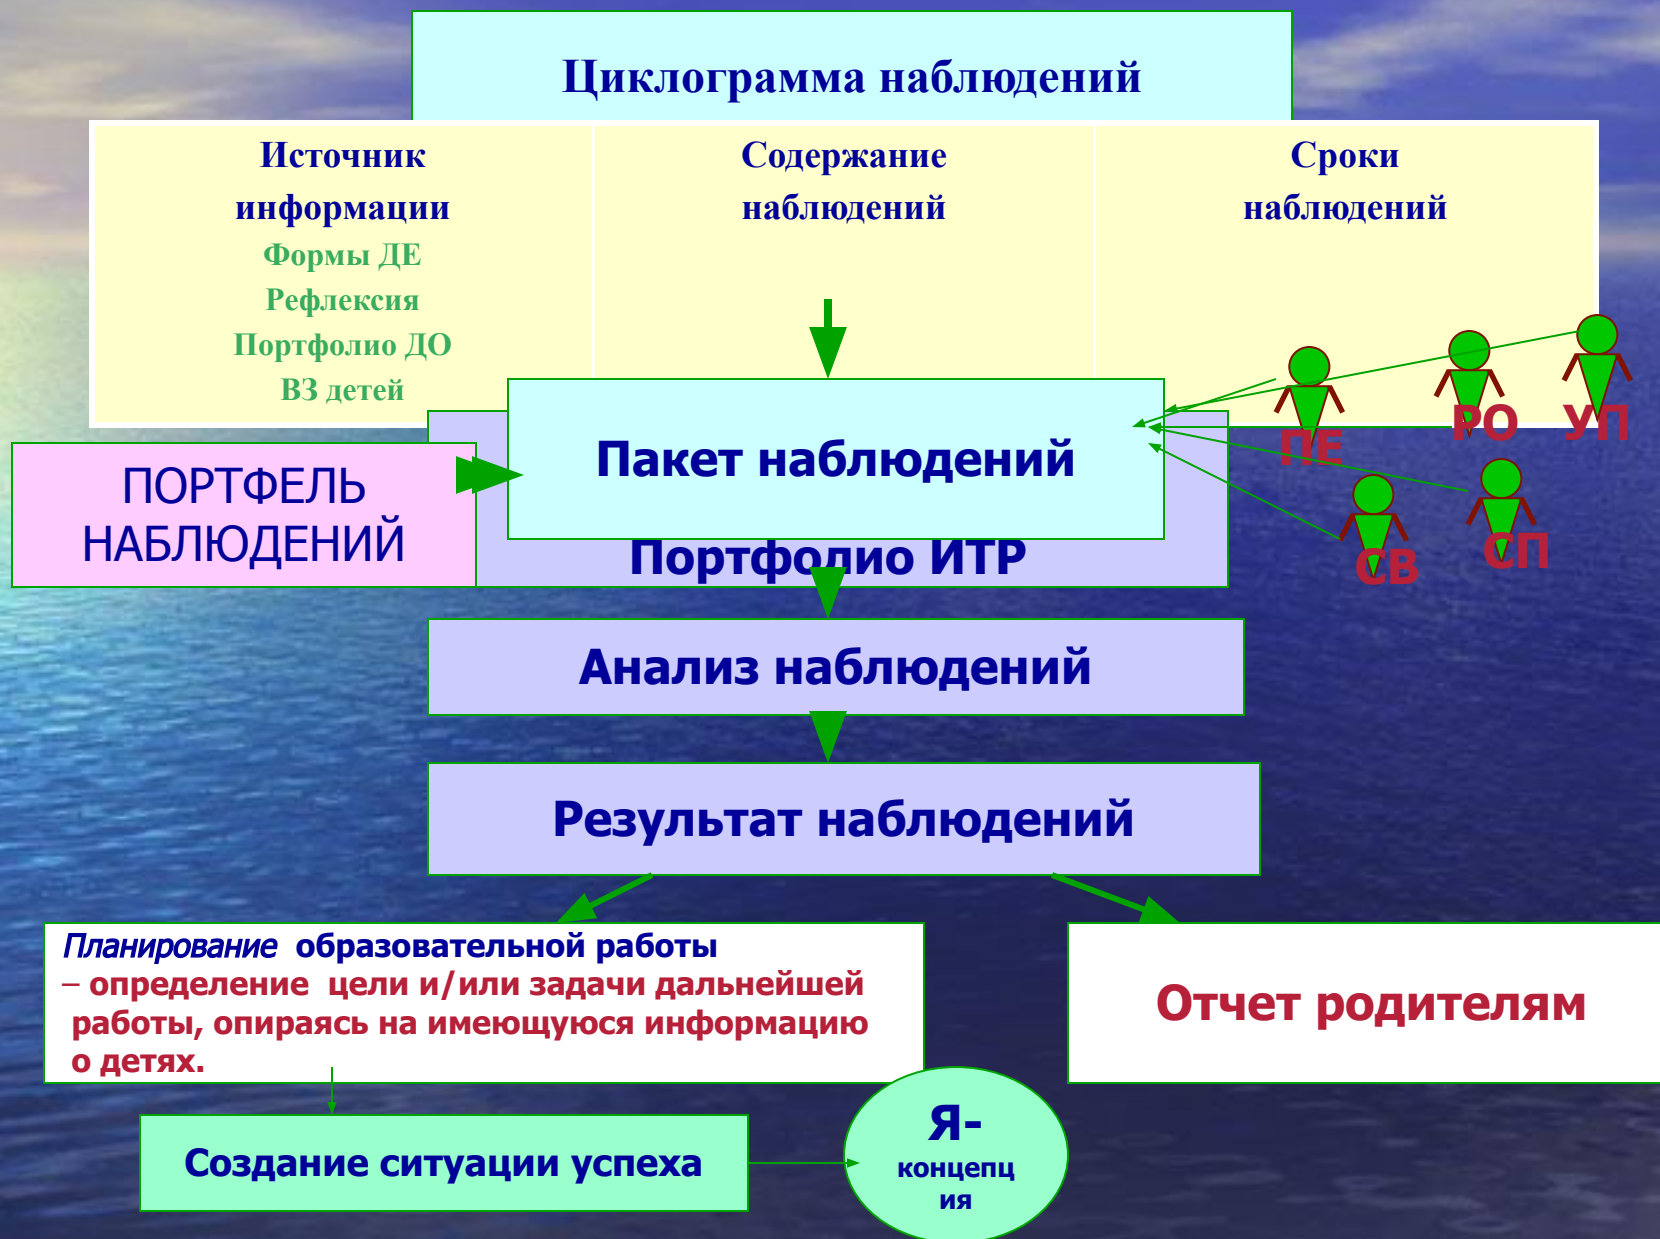 Циклограмма наблюдений
Источник
информации
Формы ДЕ
Рефлексия
Портфолио ДО
ВЗ детей
Содержание
наблюдений
Сроки
наблюдений
ПЕ
РО
УП
СВ
СП
ПОРТФЕЛЬ
НАБЛЮДЕНИЙ
Пакет наблюдений
Портфолио ИТР
Анализ наблюдений
Результат наблюдений
Планирование образовательной работы
– определение цели и/или задачи дальнейшей
работы, опираясь на имеющуюся информацию
о детях.
Отчет родителям
Создание ситуации успеха
Я-
концепц
ия